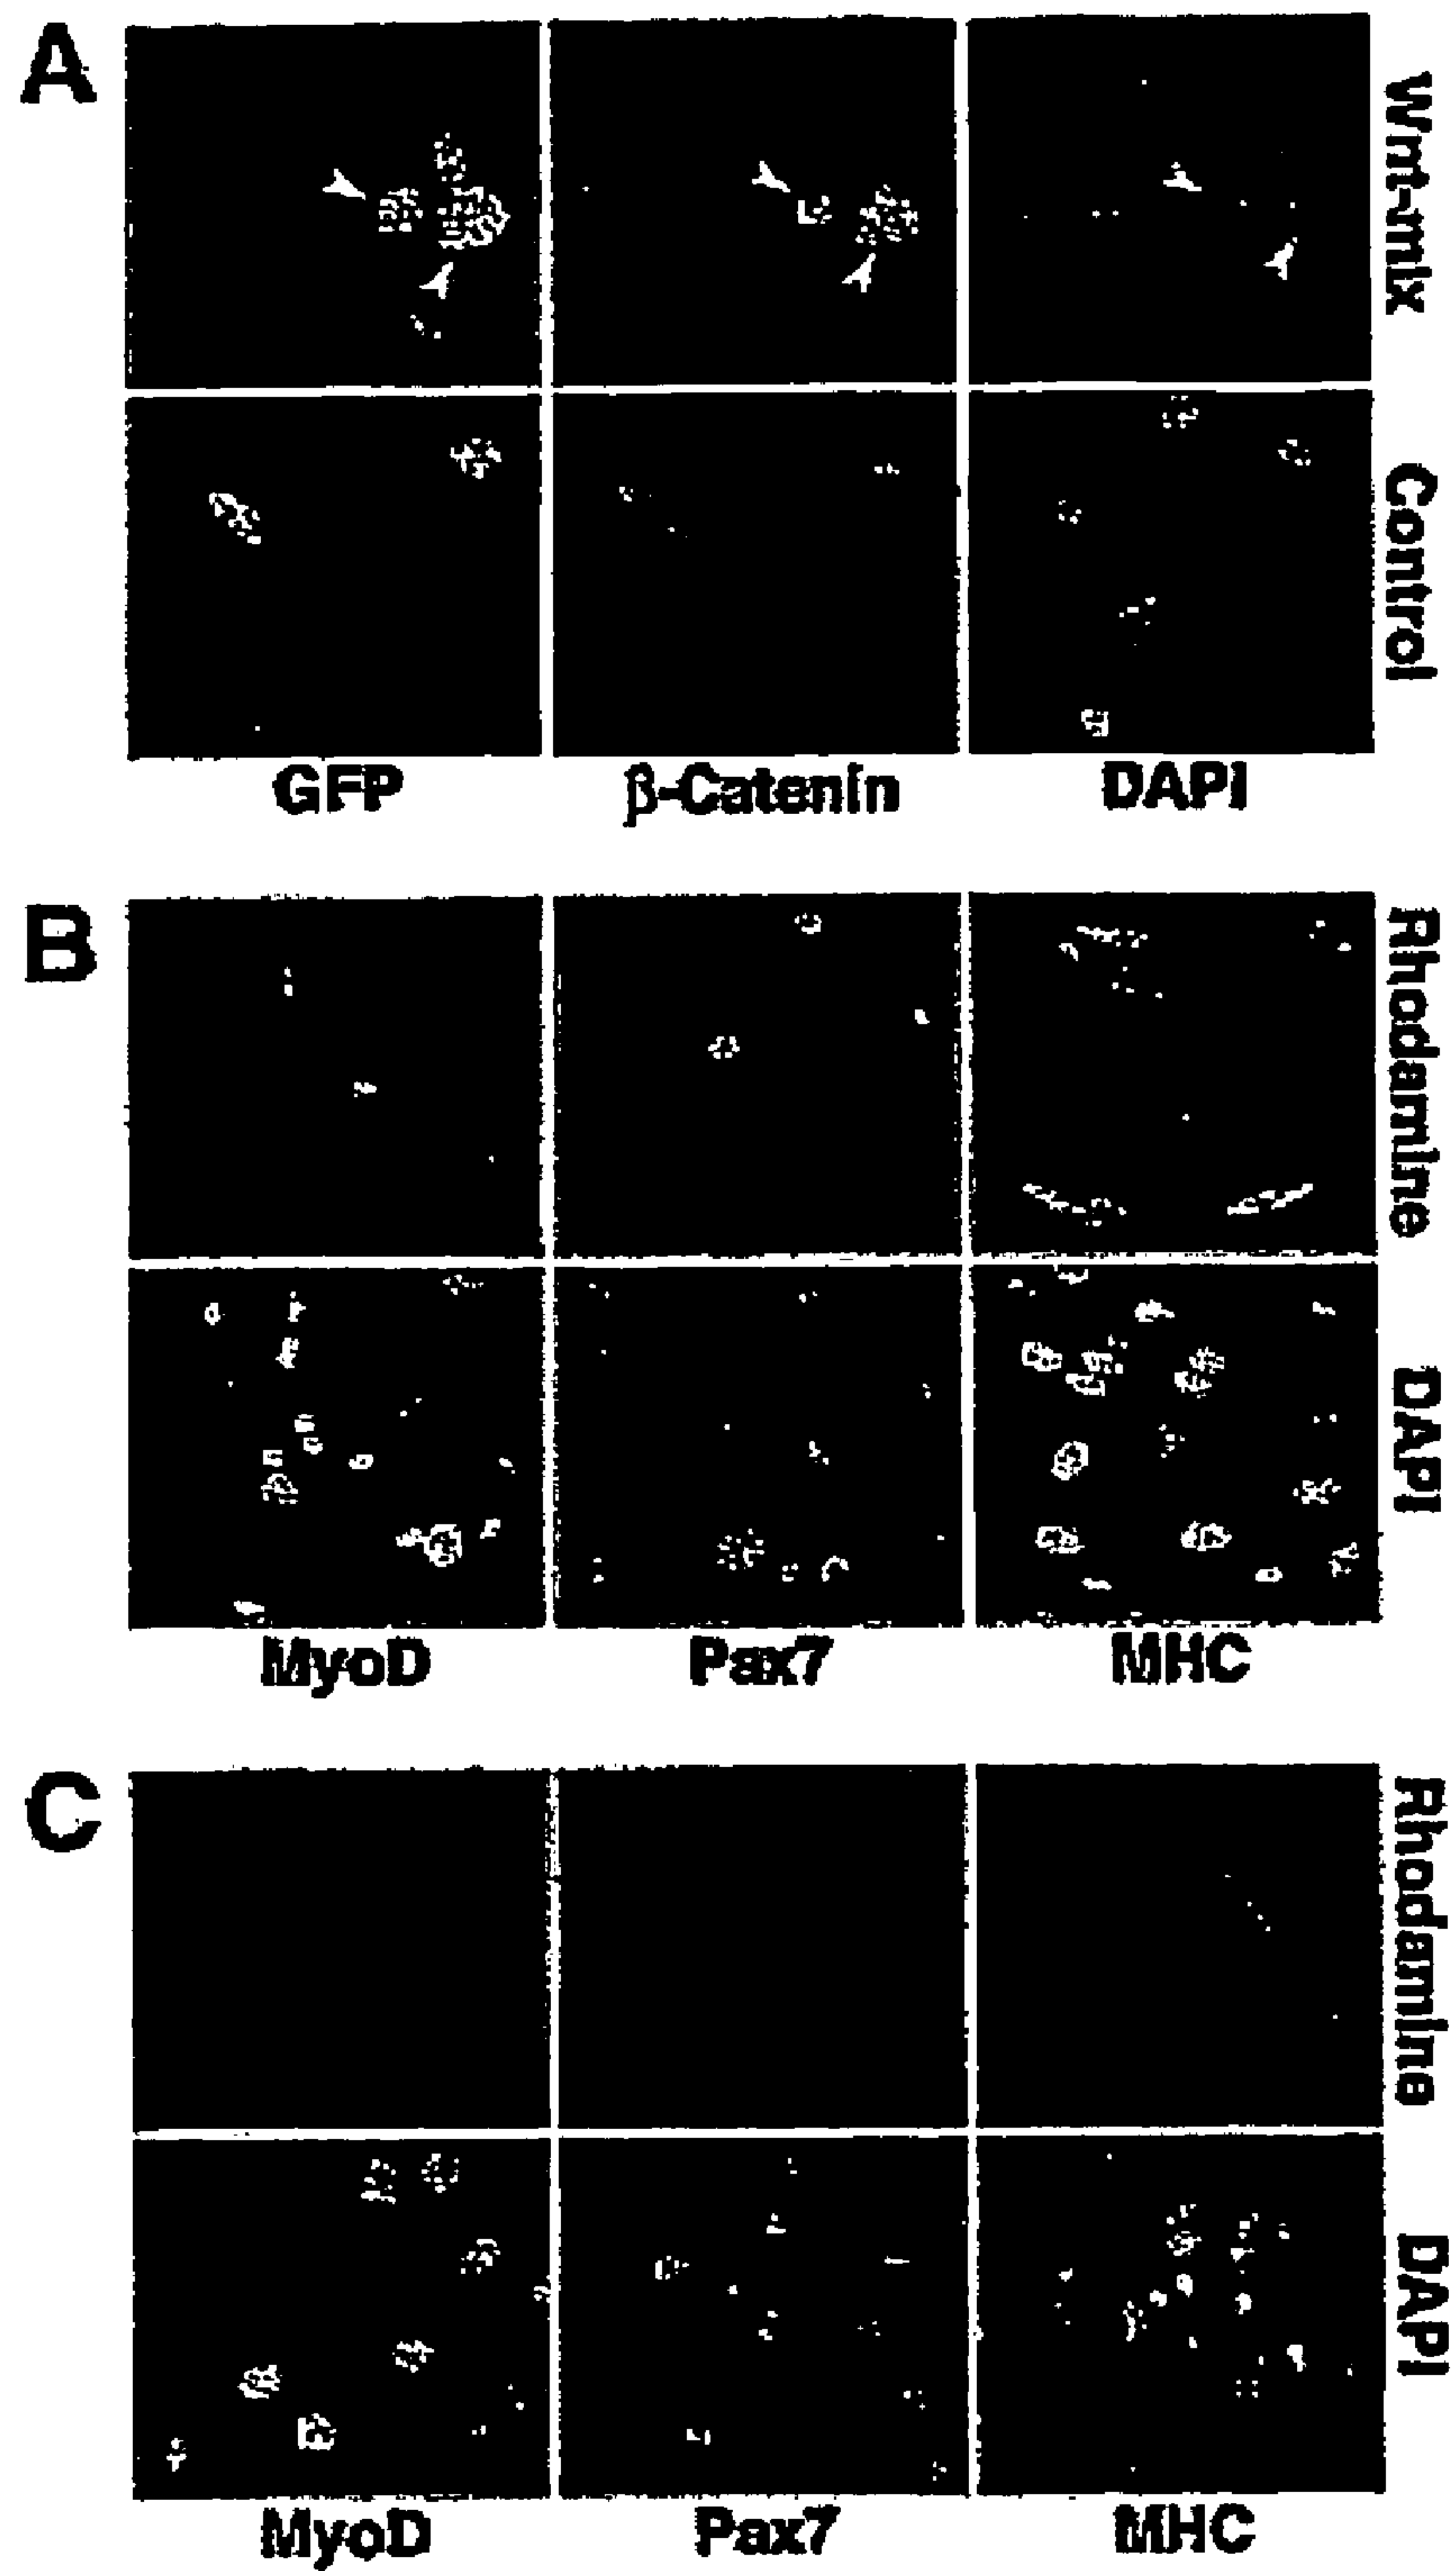 A
Wnt-mix
Control
GFP β-Catenin DAPI
B
Rhodamine
DAPI
MyoD Pax7 MHC
C
Rhodamine
DAPI
MyoD Pax7 MHC